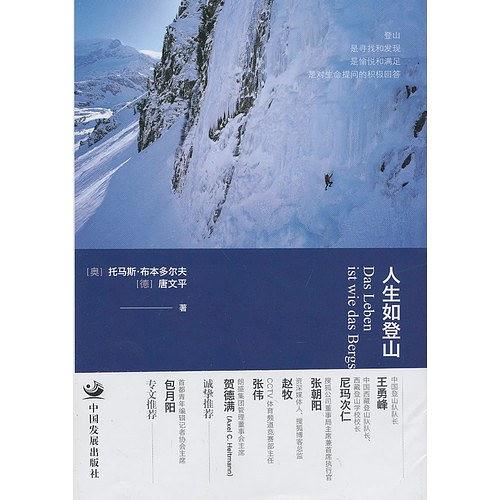 登山
是寻找和发现
是愉悦和满足
是对生命提问的积极回答
[奥] 托马斯·布本多尔夫
[德] 唐文平
著
人生如登山
Das Leben
ist wie das Bergs
中国登山队队长
王勇峰
中国西藏登山队队长、
西藏登山学校校长
尼玛次仁
搜狐公司董事局主席兼首席执行官
张朝阳
资深媒体人、搜狐博客总监
赵牧
CCTV 体育频道竞赛部主任
张伟
朗盛集团管理董事会主席
贺德满 (Axel C. Heitmann)
诚挚推荐
首都青年编辑记者协会主席
包月阳
专文推荐
中国发展出版社